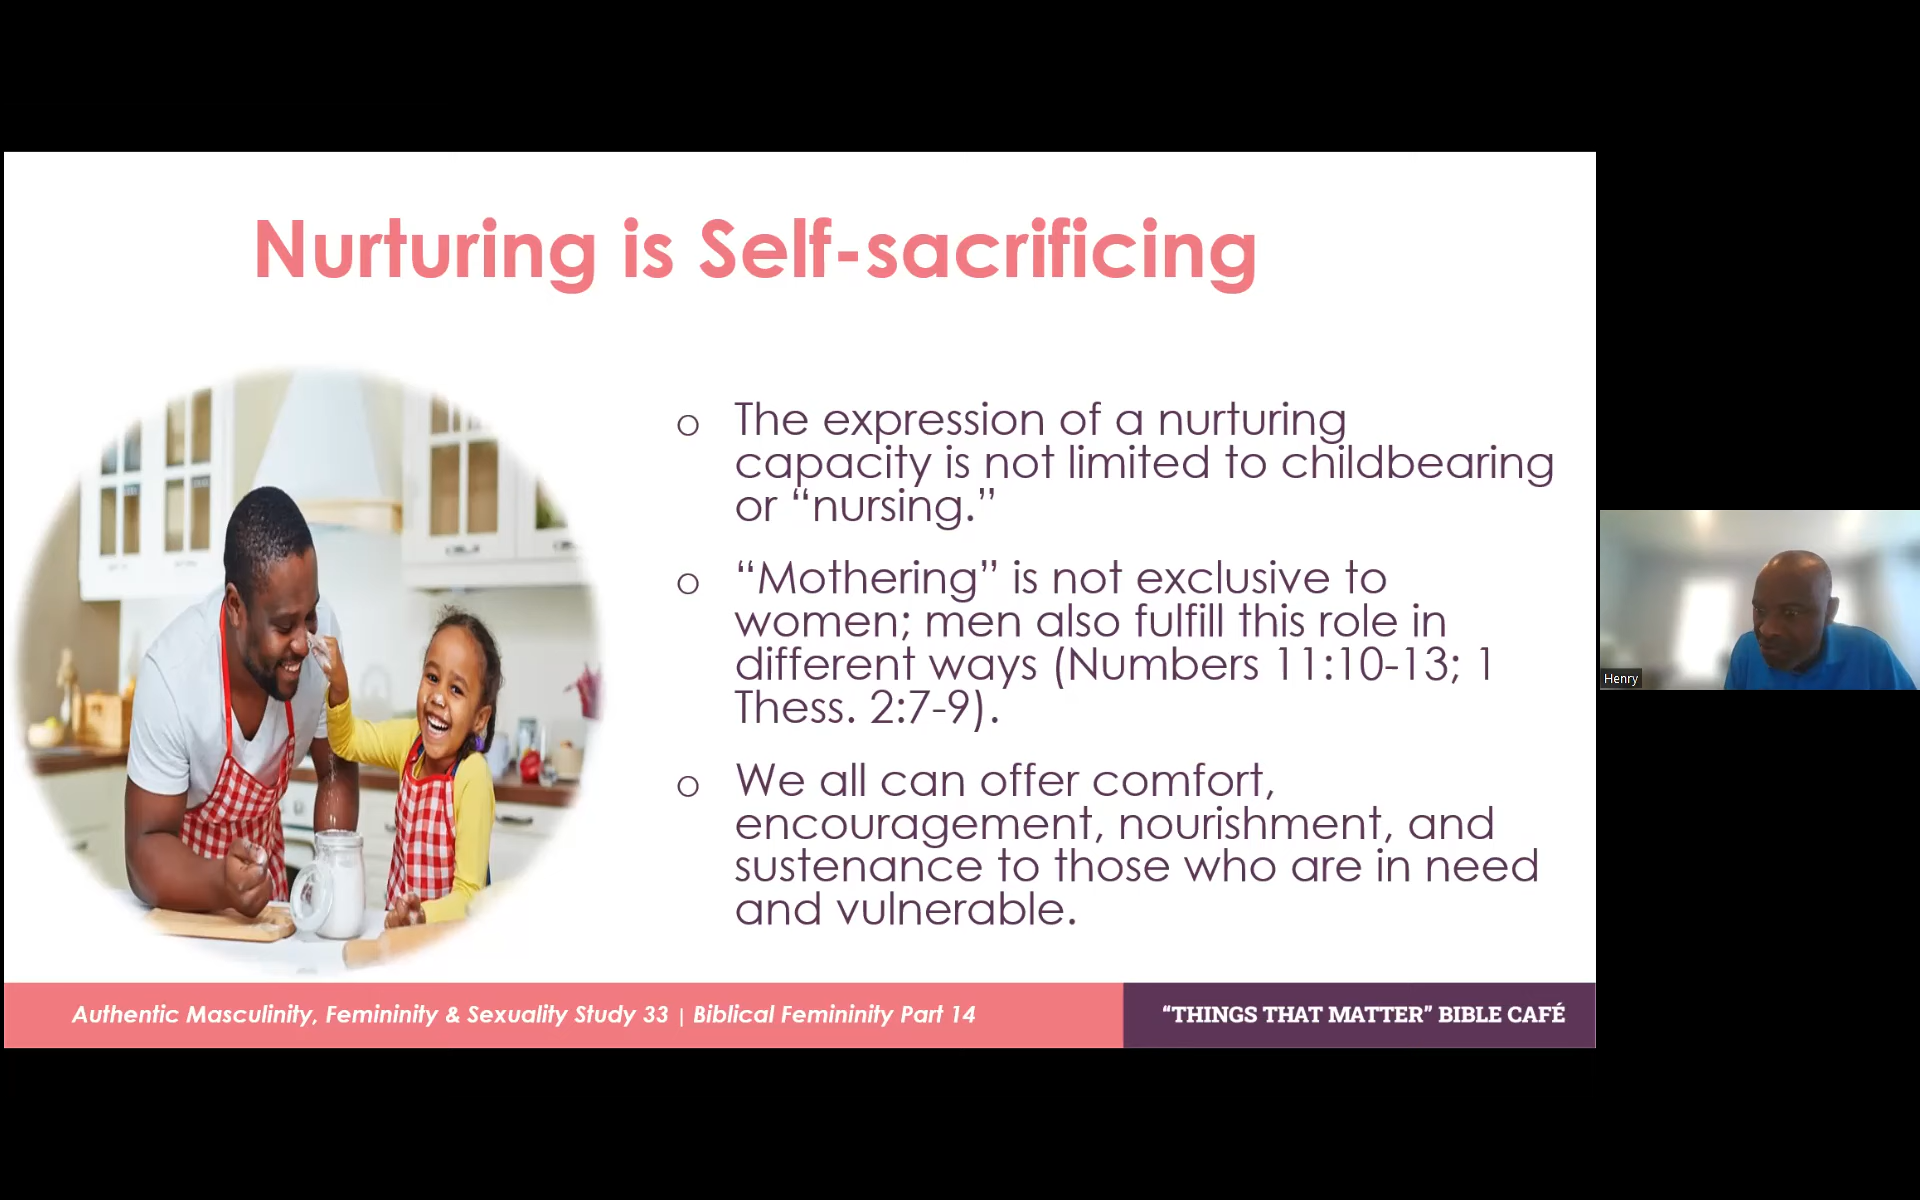 Nurturing is Self-sacrificing
o The expression of a nurturing
capacity is not limited to childbearing
or “nursing.”
o “Mothering” is not exclusive to
women; men also fulfill this role in
different ways (Numbers 11:10-13; 1
Thess. 2:7-9).
o We all can offer comfort,
encouragement, nourishment, and
sustenance to those who are in need
and vulnerable.
Henry
Authentic Masculinity, Femininity & Sexuality Study 33 | Biblical Femininity Part 14
“THINGS THAT MATTER” BIBLE CAFÉ